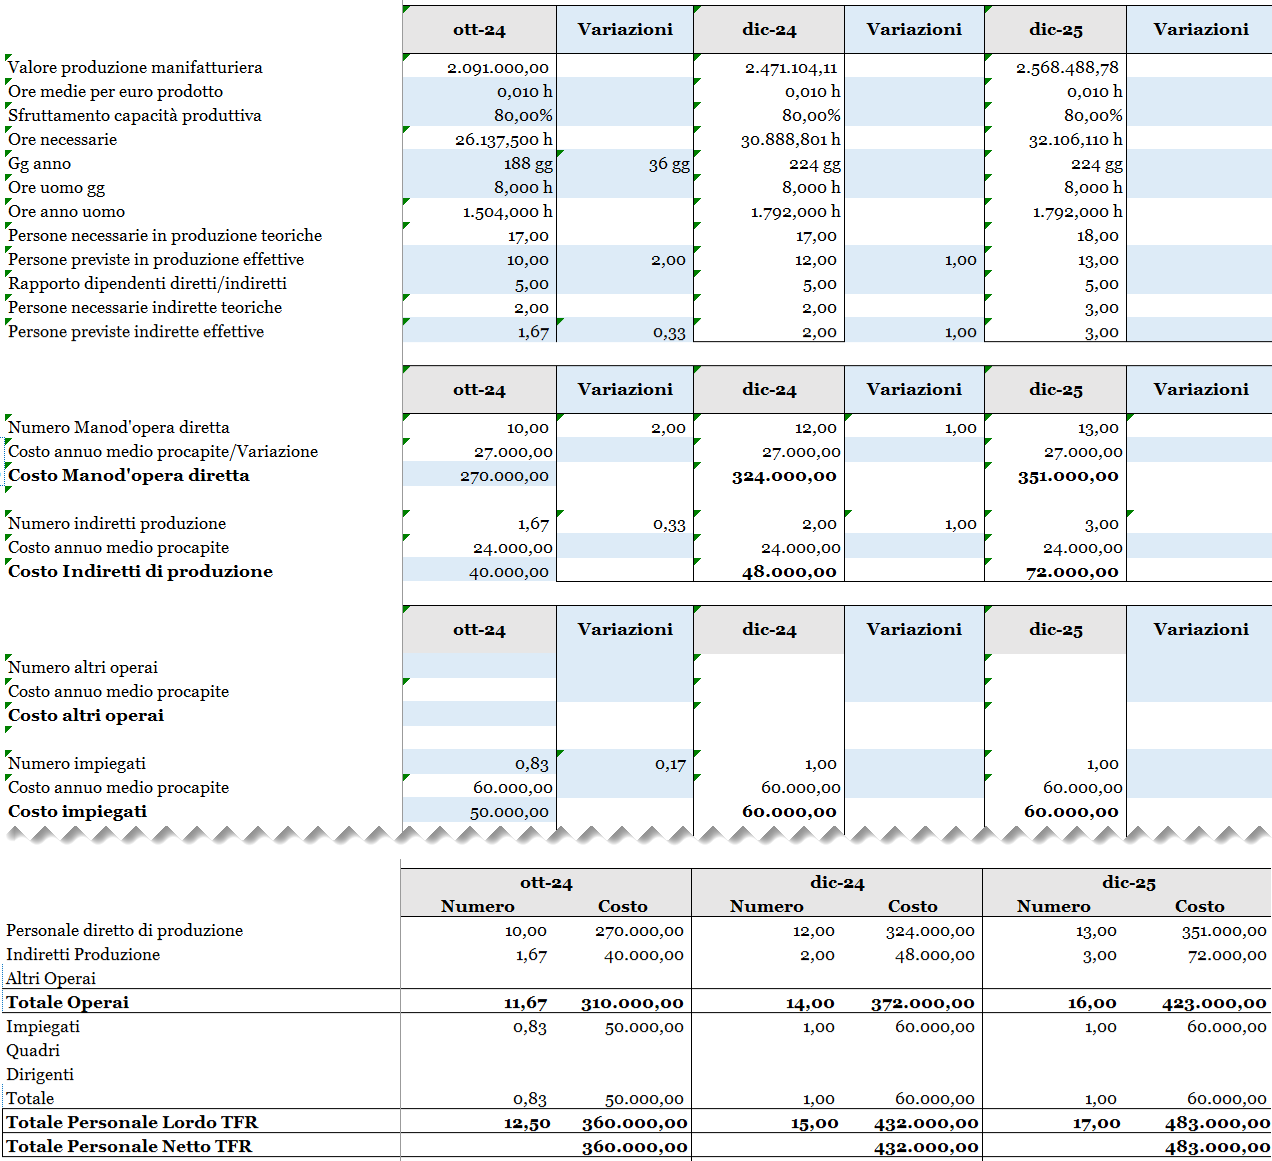 ott-24 Variazioni dic-24 Variazioni dic-25 Variazioni
Valore produzione manifatturiera 2.091.000,00 2.471.104,11 2.568.488,78
Ore medie per euro prodotto 0,010 h 0,010 h 0,010 h
Sfruttamento capacità produttiva 80,00% 80,00% 80,00%
Ore necessarie 26.137,500 h 30.888,801 h 32.106,110 h
Gg anno 188 gg 36 gg 224 gg 224 gg
Ore uomo gg 8,000 h 8,000 h 8,000 h
Ore anno uomo 1.504,000 h 1.792,000 h 1.792,000 h
Persone necessarie in produzione teoriche 17,00 17,00 18,00
Persone previste in produzione effettive 10,00 2,00 12,00 1,00 13,00
Rapporto dipendenti diretti/indiretti 5,00 5,00 5,00
Persone necessarie indirette teoriche 2,00 2,00 3,00
Persone previste indirette effettive 1,67 0,33 2,00 1,00 3,00
ott-24 Variazioni dic-24 Variazioni dic-25 Variazioni
Numero Manod'opera diretta 10,00 2,00 12,00 1,00 13,00
Costo annuo medio procapite/Variazione 27.000,00 27.000,00 27.000,00
Costo Manod'opera diretta 270.000,00 324.000,00 351.000,00
Numero indiretti produzione 1,67 0,33 2,00 1,00 3,00
Costo annuo medio procapite 24.000,00 24.000,00 24.000,00
Costo Indiretti di produzione 40.000,00 48.000,00 72.000,00
ott-24 Variazioni dic-24 Variazioni dic-25 Variazioni
Numero altri operai
Costo annuo medio procapite
Costo altri operai
Numero impiegati 0,83 0,17 1,00 1,00
Costo annuo medio procapite 60.000,00 60.000,00 60.000,00
Costo impiegati 50.000,00 60.000,00 60.000,00
ott-24 dic-24 dic-25
Numero Costo Numero Costo Numero Costo
Personale diretto di produzione 10,00 270.000,00 12,00 324.000,00 13,00 351.000,00
Indiretti Produzione 1,67 40.000,00 2,00 48.000,00 3,00 72.000,00
Altri Operai
Totale Operai 11,67 310.000,00 14,00 372.000,00 16,00 423.000,00
Impiegati 0,83 50.000,00 1,00 60.000,00 1,00 60.000,00
Quadri
Dirigenti
Totale 0,83 50.000,00 1,00 60.000,00 1,00 60.000,00
Totale Personale Lordo TFR 12,50 360.000,00 15,00 432.000,00 17,00 483.000,00
Totale Personale Netto TFR 360.000,00 432.000,00 483.000,00